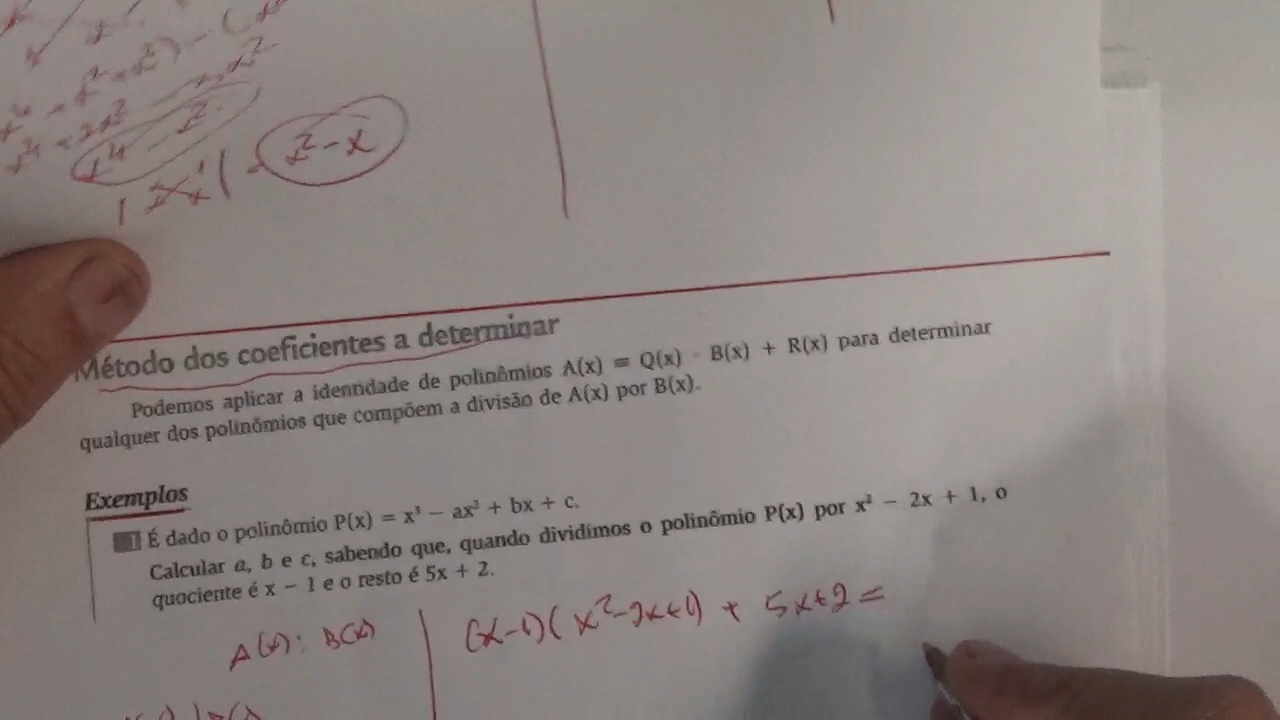 x² - x
Método dos coeficientes a determinar
Podemos aplicar a identidade de polinômios A(x) = Q(x) · B(x) + R(x) para determinar
qualquer dos polinômios que compõem a divisão de A(x) por B(x).
Exemplos
1 É dado o polinômio P(x) = x³ - ax² + bx + c.
Calcular a, b e c, sabendo que, quando dividimos o polinômio P(x) por x² - 2x + 1, o
quociente é x - 1 e o resto é 5x + 2.
A(x) : B(x)
(x-1)(x²-2x+1) + 5x+2 =